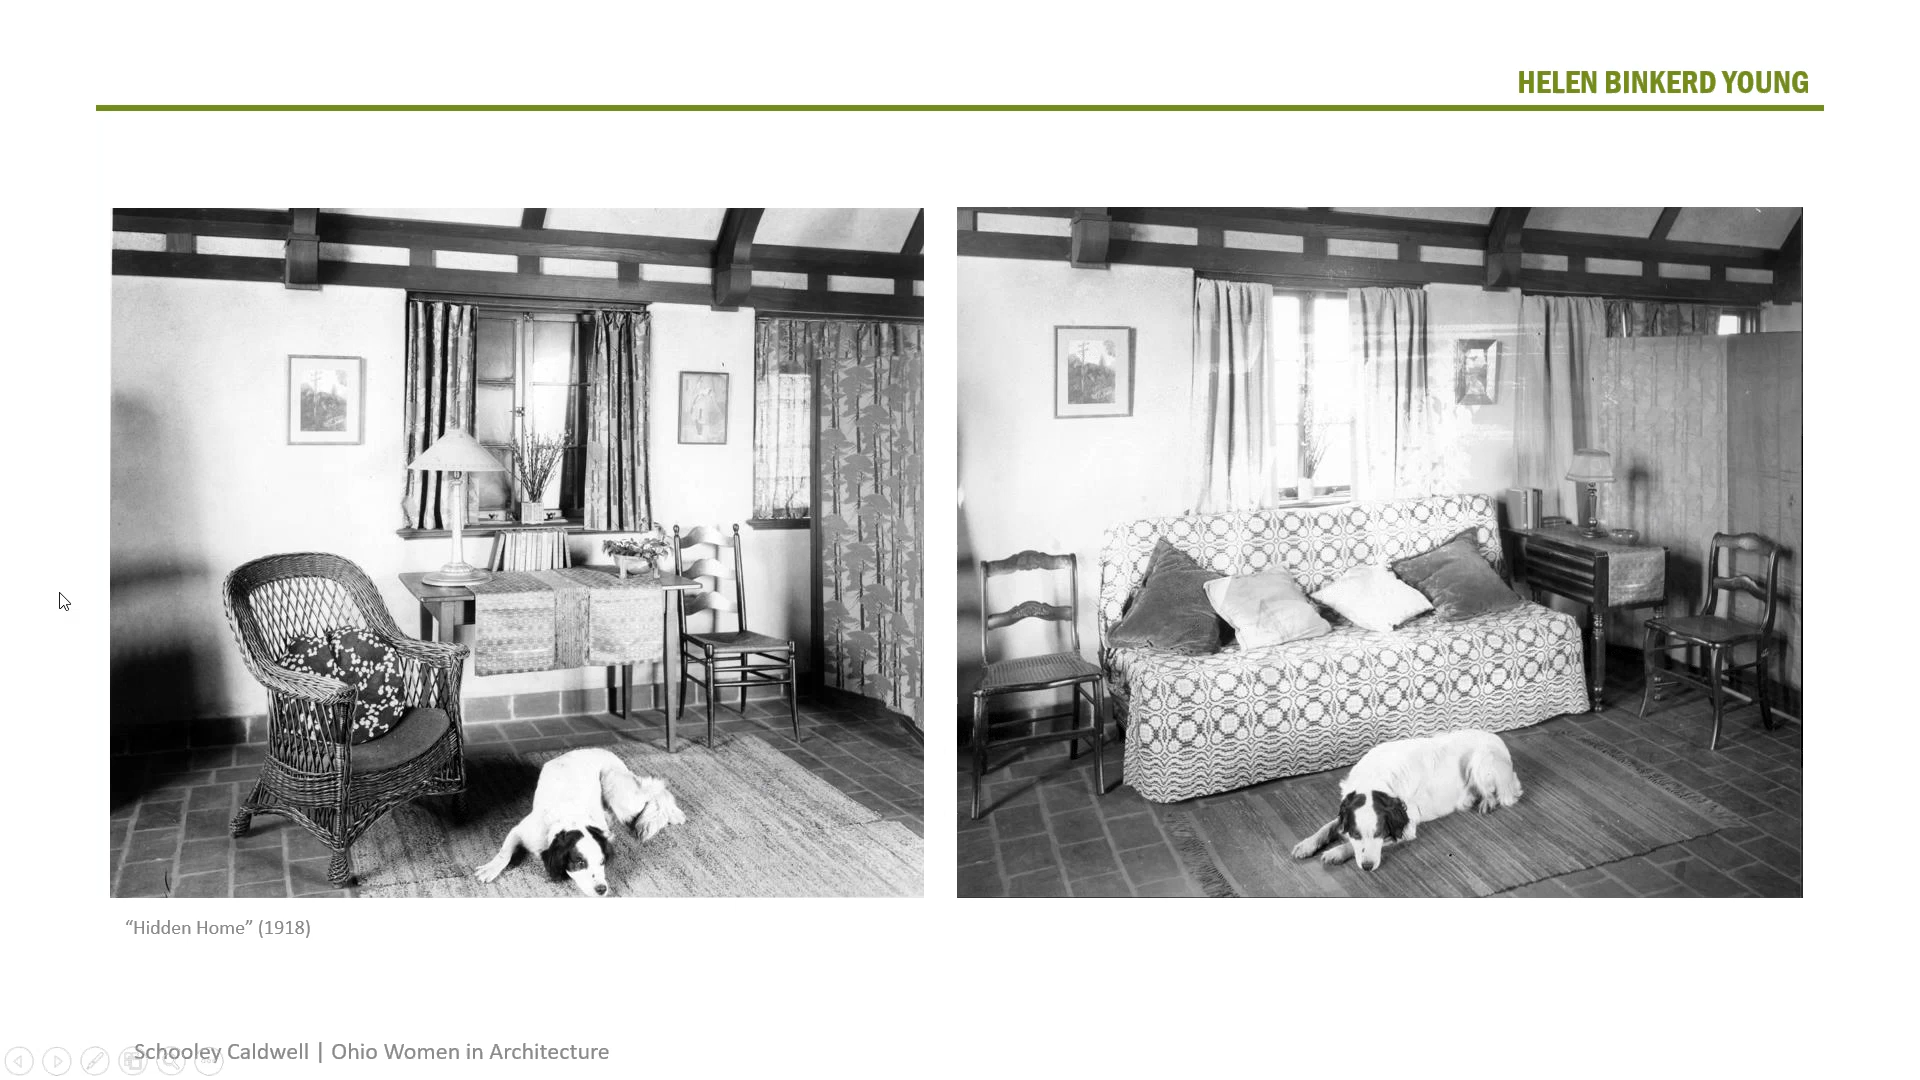 HELEN BINKERD YOUNG
“Hidden Home” (1918)
Schooley Caldwell | Ohio Women in Architecture